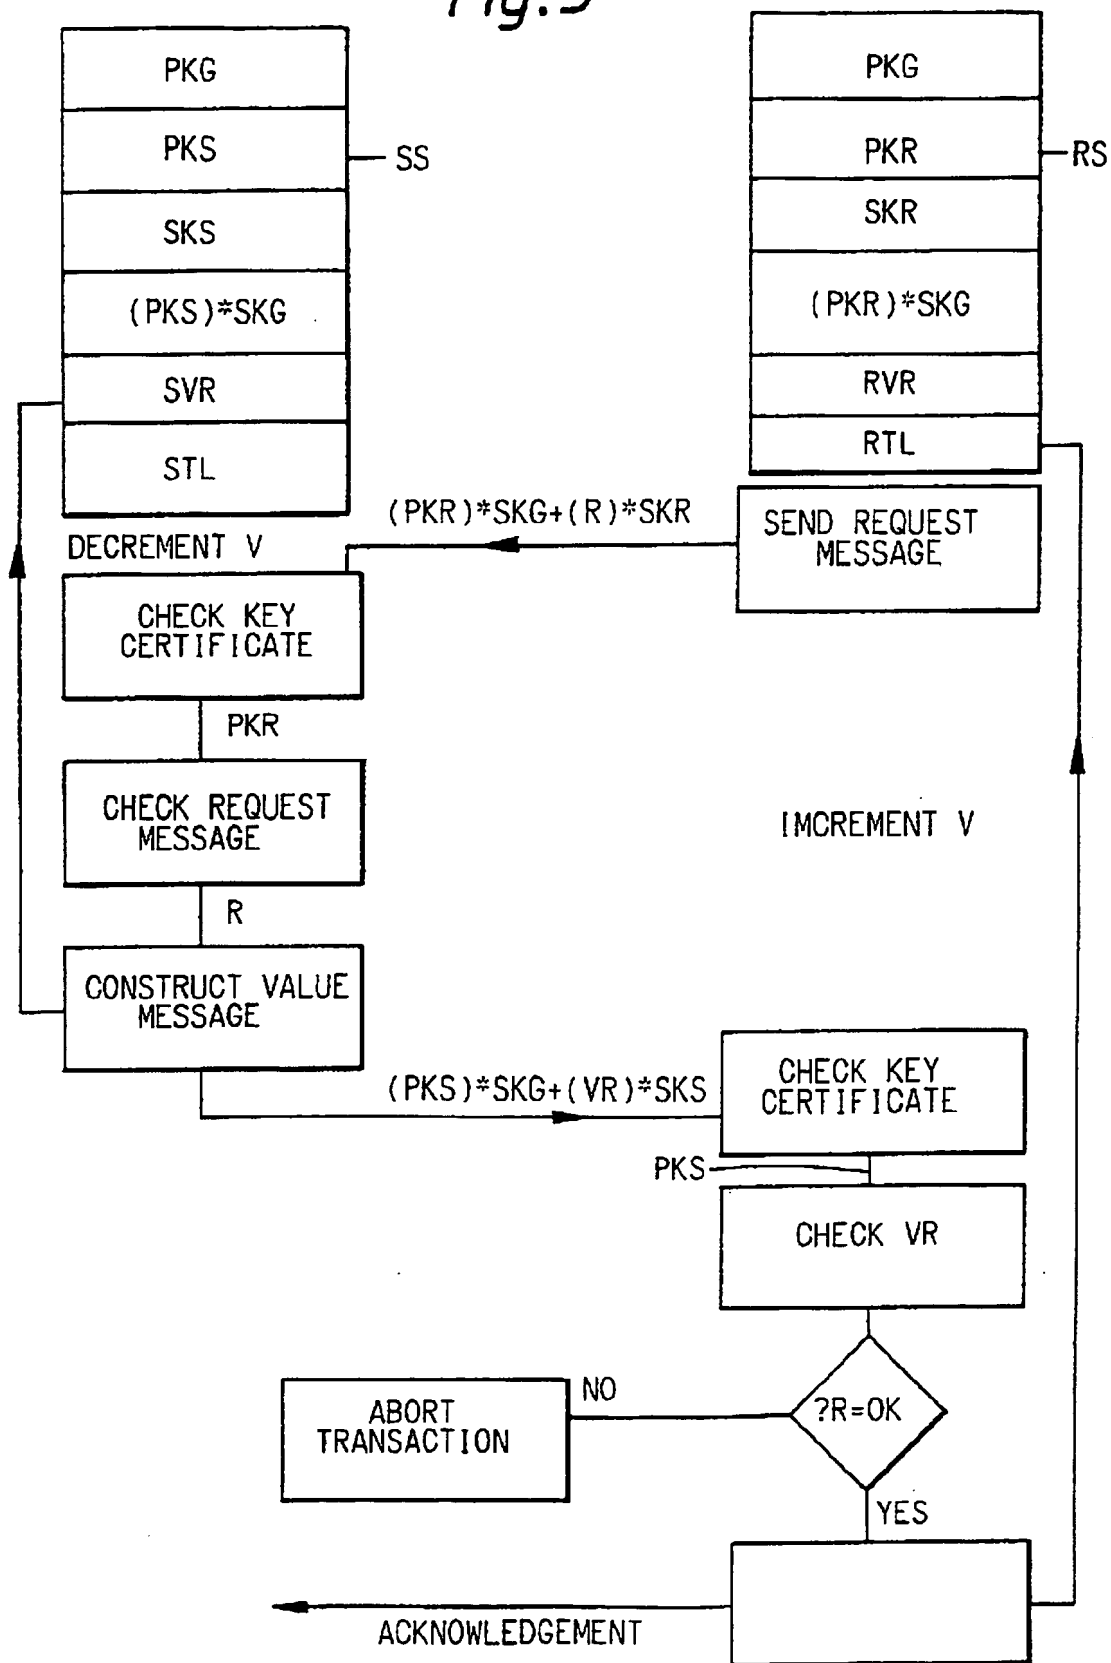 Fig.3
PKG
PKS
SS
SKS
(PKS)*SKG
SVR
STL
PKG
PKR
RS
SKR
(PKR)*SKG
RVR
RTL
(PKR)*SKG+(R)*SKR
SEND REQUEST
MESSAGE
DECREMENT V
CHECK KEY
CERTIFICATE
PKR
CHECK REQUEST
MESSAGE
IMCREMENT V
R
CONSTRUCT VALUE
MESSAGE
(PKS)*SKG+(VR)*SKS
CHECK KEY
CERTIFICATE
PKS
CHECK VR
?R=OK
NO
ABORT
TRANSACTION
YES
ACKNOWLEDGEMENT